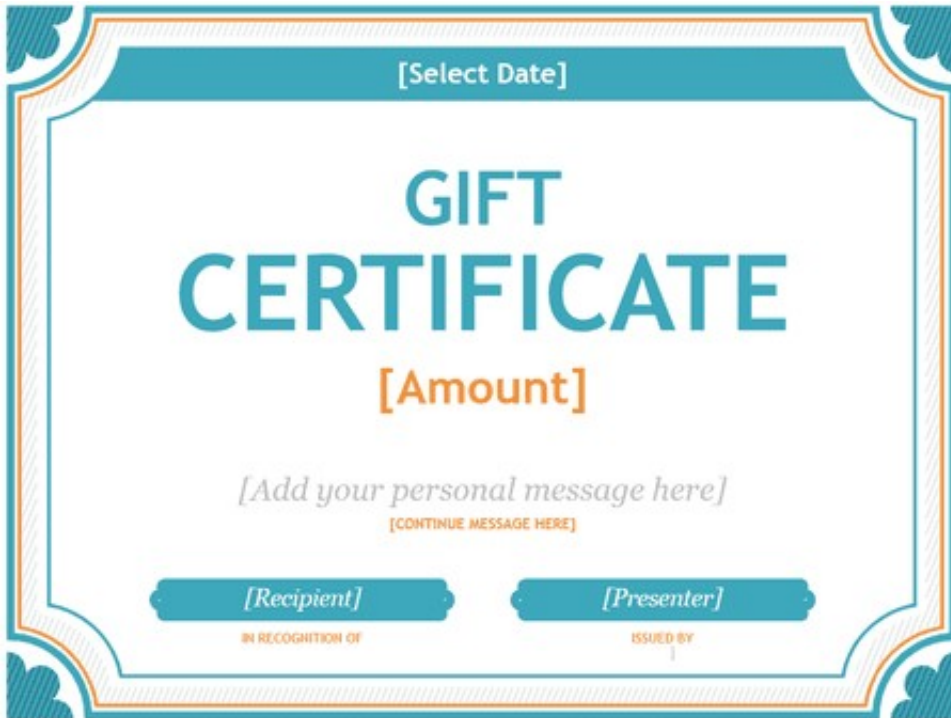 [Select Date]
GIFT
CERTIFICATE
[Amount]
[Add your personal message here]
[CONTINUE MESSAGE HERE]
[Recipient] [Presenter]
IN RECOGNITION OF ISSUED BY